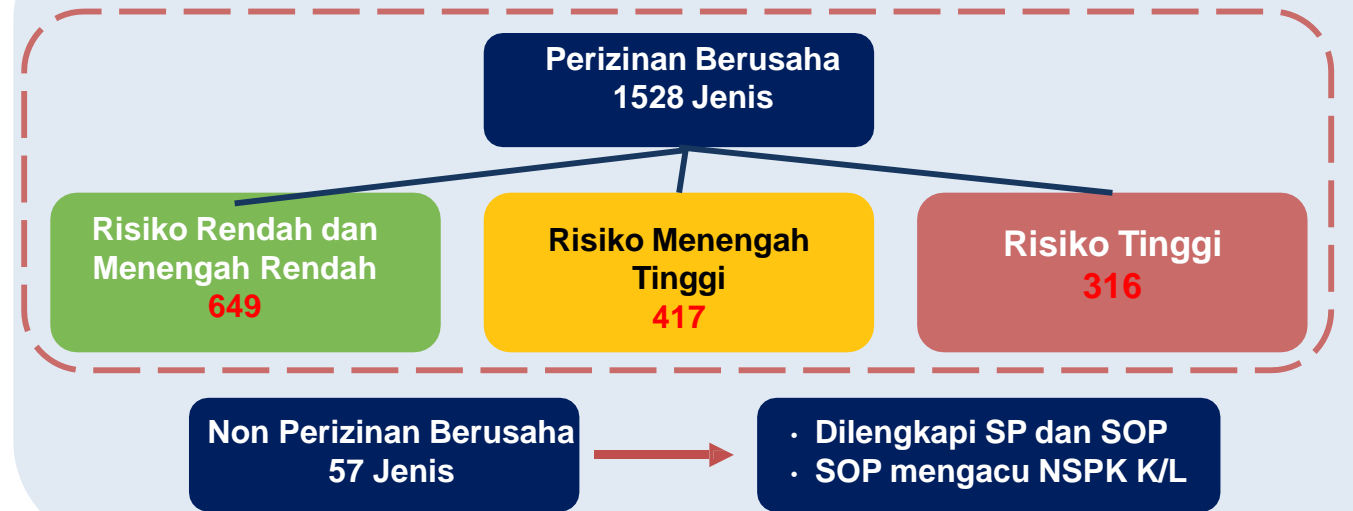 Perizinan Berusaha
1528 Jenis
Risiko Rendah dan
Menengah Rendah
649
Risiko Menengah
Tinggi
417
Risiko Tinggi
316
Non Perizinan Berusaha
57 Jenis
· Dilengkapi SP dan SOP
· SOP mengacu NSPK K/L